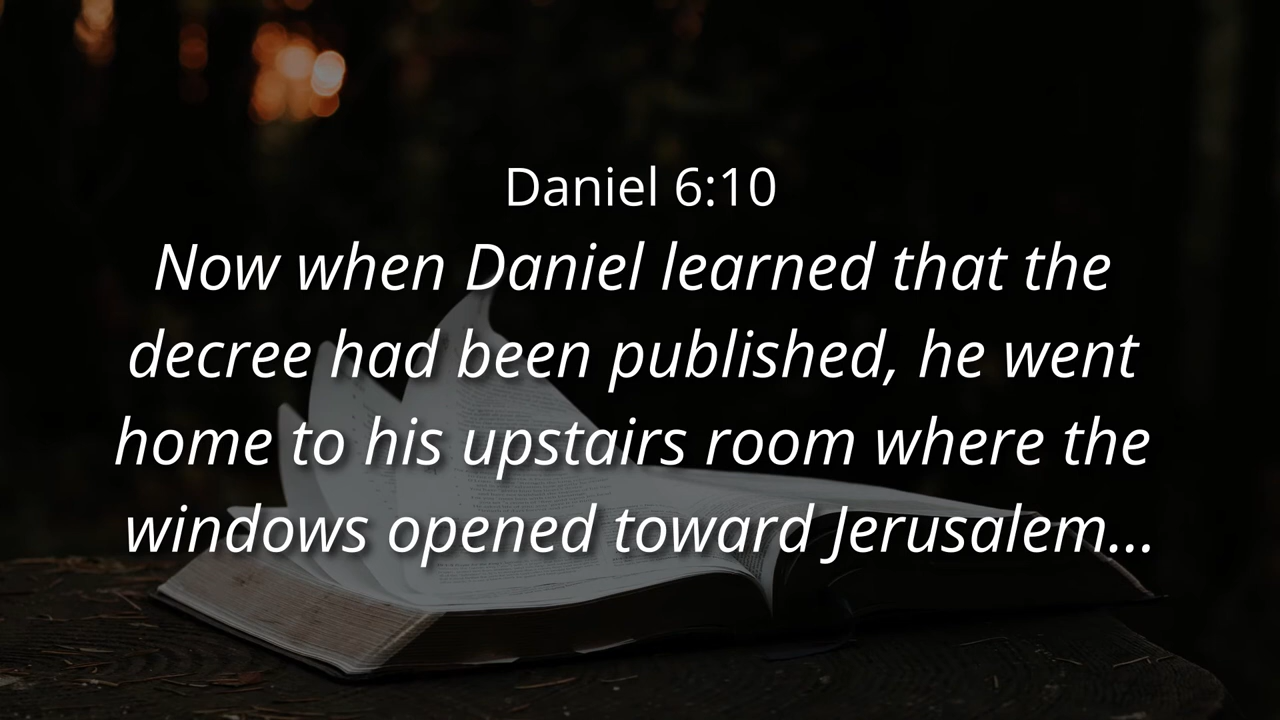 Daniel 6:10
Now when Daniel learned that the
decree had been published, he went
home to his upstairs room where the
windows opened toward Jerusalem...